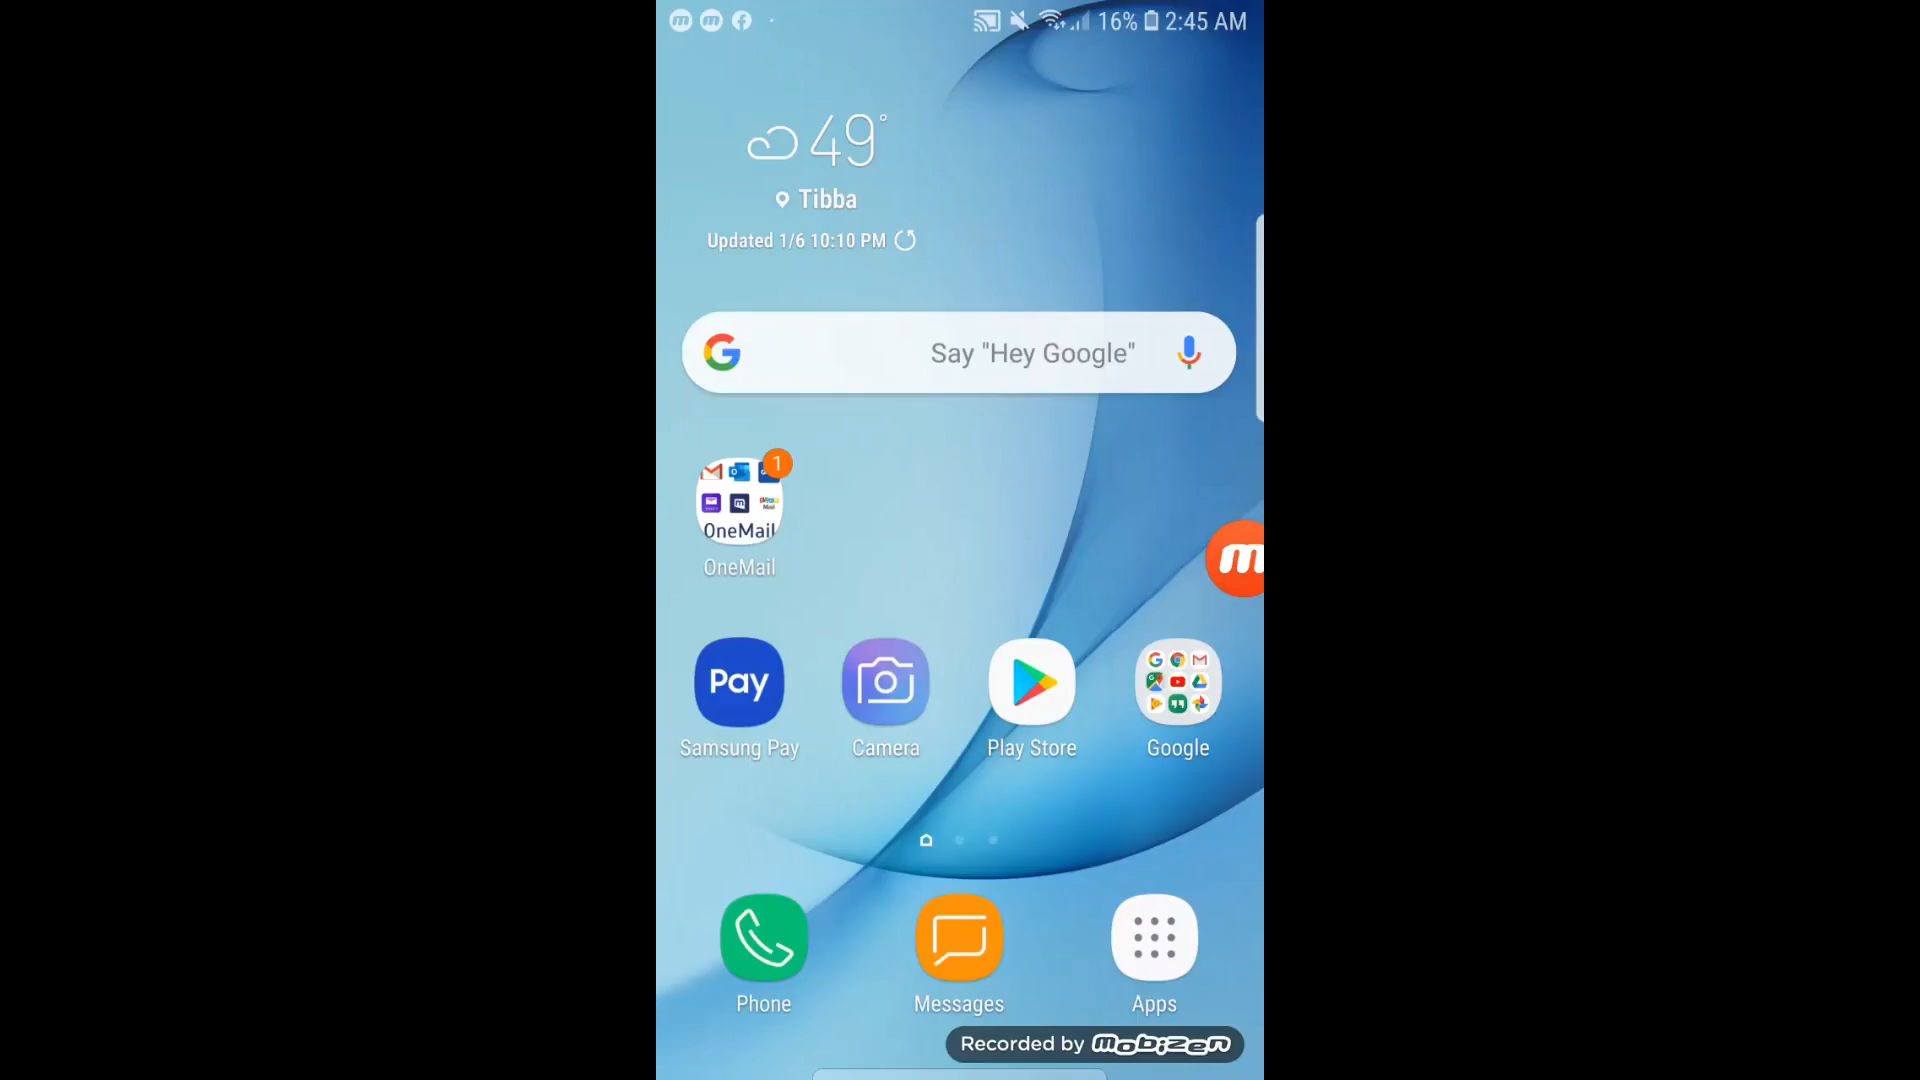 16% 2:45 AM
49°
Tibba
Updated 1/6 10:10 PM
Say "Hey Google"
1
OneMail
OneMail
Pay
Samsung Pay
Camera
Play Store
Google
Phone
Messages
Apps
Recorded by mobizen